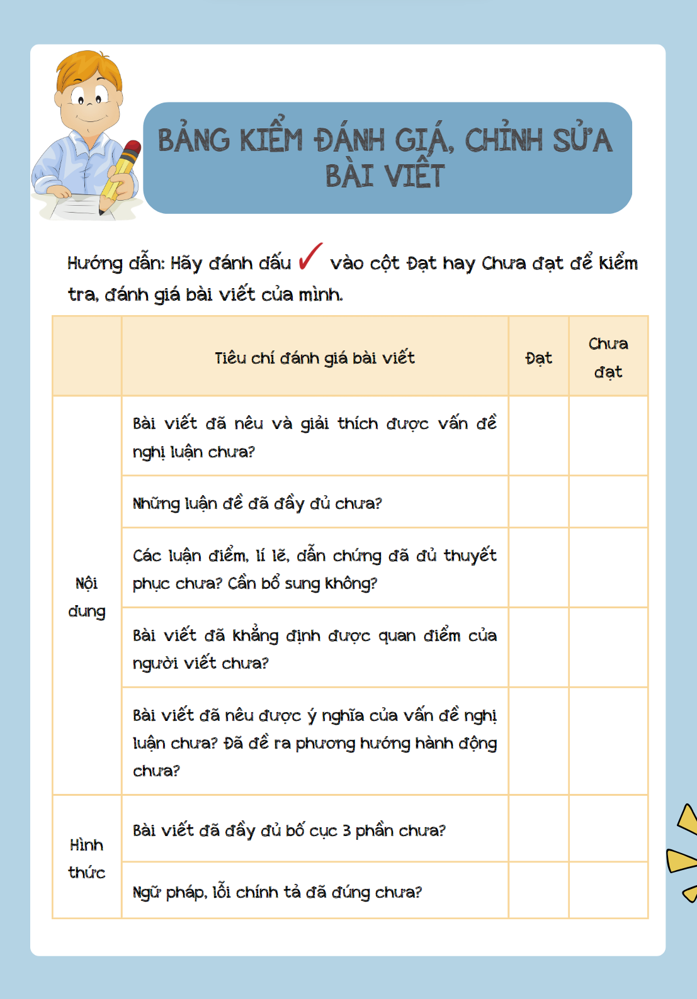 BẢNG KIỂM ĐÁNH GIÁ, CHỈNH SỬA
BÀI VIẾT
Hướng dẫn: Hãy đánh dấu ✓ vào cột Đạt hay Chưa đạt để kiểm
tra, đánh giá bài viết của mình.
Tiêu chí đánh giá bài viết
Đạt
Chưa
đạt
Nội
dung
Bài viết đã nêu và giải thích được vấn đề
nghị luận chưa?
Những luận đề đã đầy đủ chưa?
Các luận điểm, lí lẽ, dẫn chứng đã đủ thuyết
phục chưa? Cần bổ sung không?
Bài viết đã khẳng định được quan điểm của
người viết chưa?
Bài viết đã nêu được ý nghĩa của vấn đề nghị
luận chưa? Đã đề ra phương hướng hành động
chưa?
Hình
thức
Bài viết đã đầy đủ bố cục 3 phần chưa?
Ngữ pháp, lỗi chính tả đã đúng chưa?